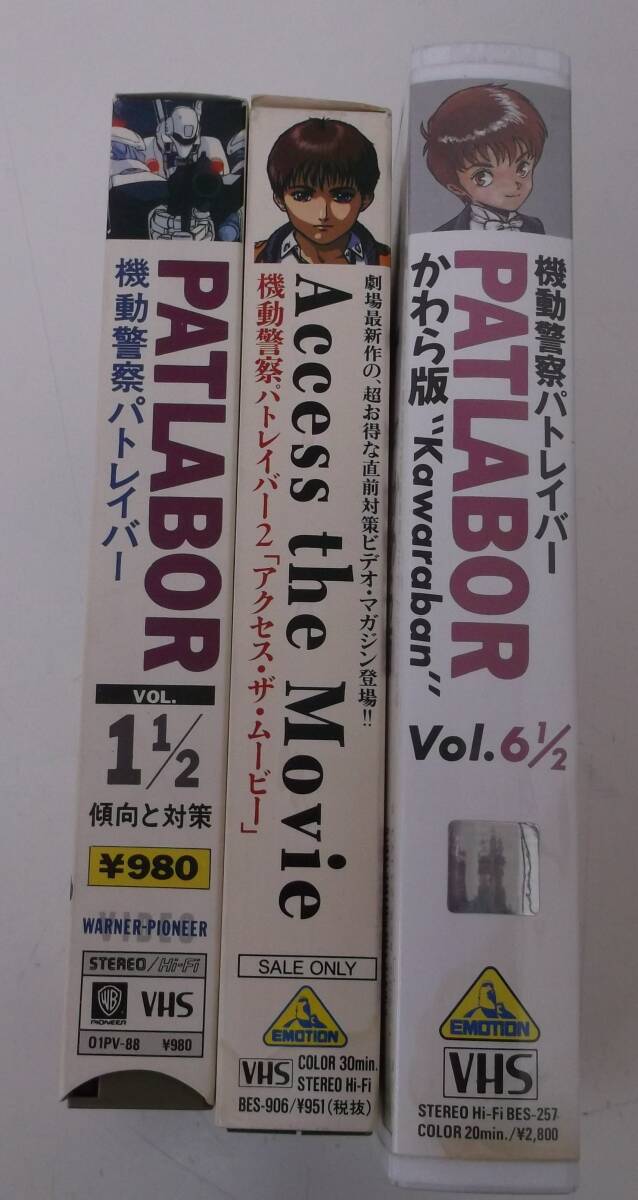 PATLABOR
機動警察パトレイバー
VOL.
1 1/2
傾向と対策
¥980
VIDEO
WARNER-PIONEER
STEREO/Hi-Fi
WB
PIONEER
VHS
01PV-88 ¥980
劇場最新作の、超お得な直前対策ビデオ・マガジン登場!!
Access the Movie
機動警察パトレイバー2「アクセス・ザ・ムービー」
SALE ONLY
EMOTION
VHS
COLOR 30min.
STEREO Hi-Fi
BES-906/¥951(税抜)
機動警察パトレイバー
PATLABOR
かわら版 "Kawaraban"
Vol. 6 1/2
EMOTION
VHS
STEREO Hi-Fi BES-257
COLOR 20min./¥2,800